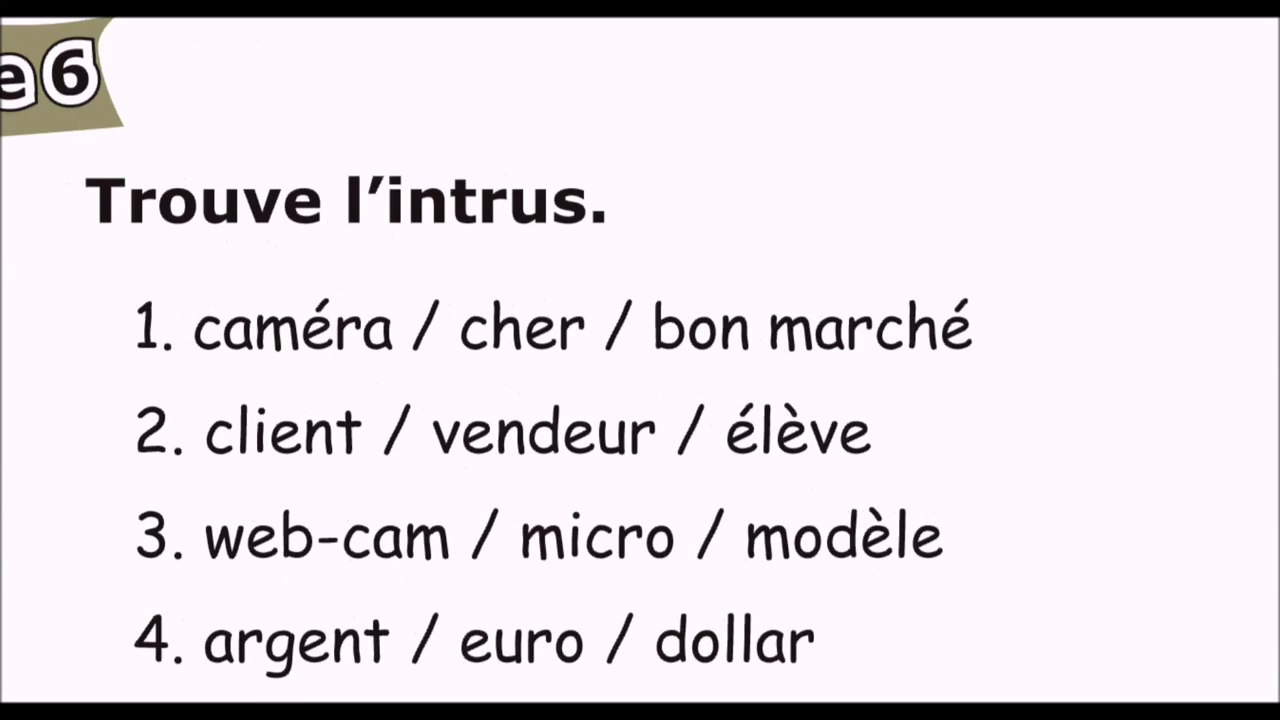 e 6
Trouve l'intrus.
1. caméra / cher / bon marché
2. client / vendeur / élève
3. web-cam / micro / modèle
4. argent / euro / dollar